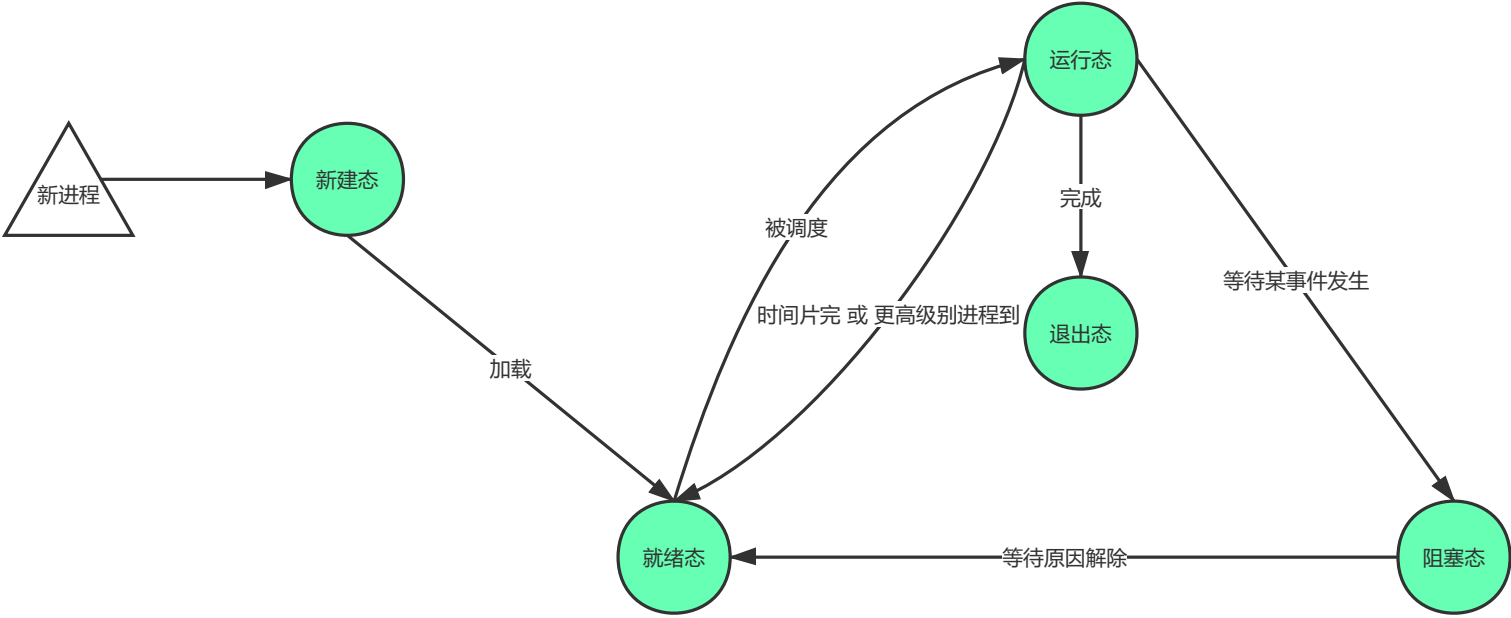 运行态
新进程
新建态
完成
被调度
等待某事件发生
时间片完 或 更高级别进程到
退出态
加载
就绪态
等待原因解除
阻塞态